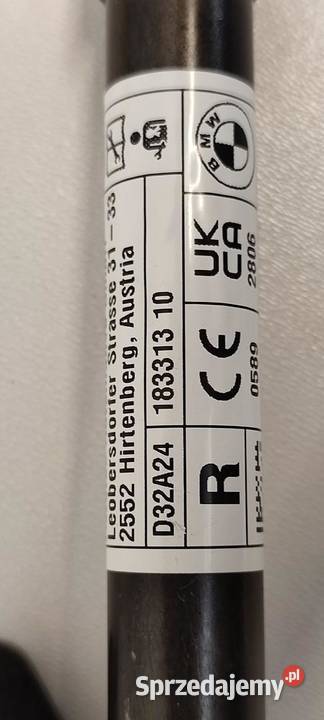 Leobersdorfer Strasse 31 – 33
2552 Hirtenberg, Austria
D32A24
183313 10
R
CE
0589
UK
CA
2806
BMW
Sprzedajemy.pl